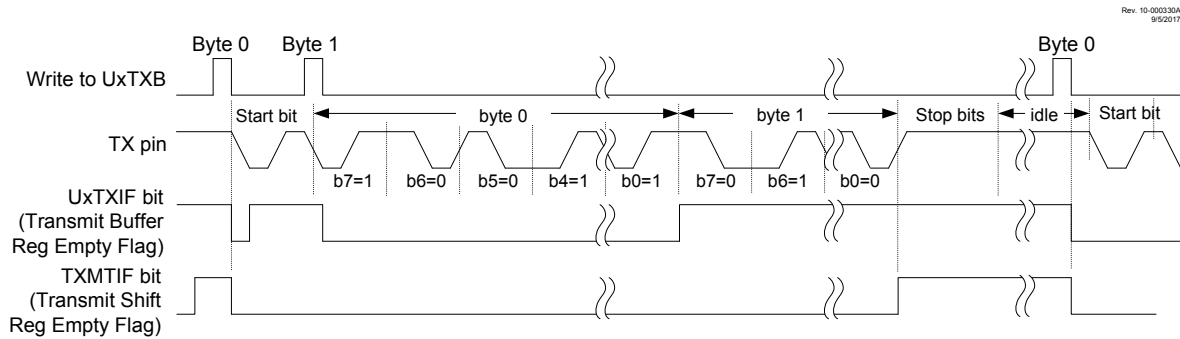 Rev. 10-000330A
9/5/2017
Byte 0 Byte 1 Byte 0
Write to UxTXB
Start bit byte 0 byte 1 Stop bits idle Start bit
TX pin
b7=1 b6=0 b5=0 b4=1 b0=1 b7=0 b6=1 b0=0
UxTXIF bit
(Transmit Buffer
Reg Empty Flag)
TXMTIF bit
(Transmit Shift
Reg Empty Flag)